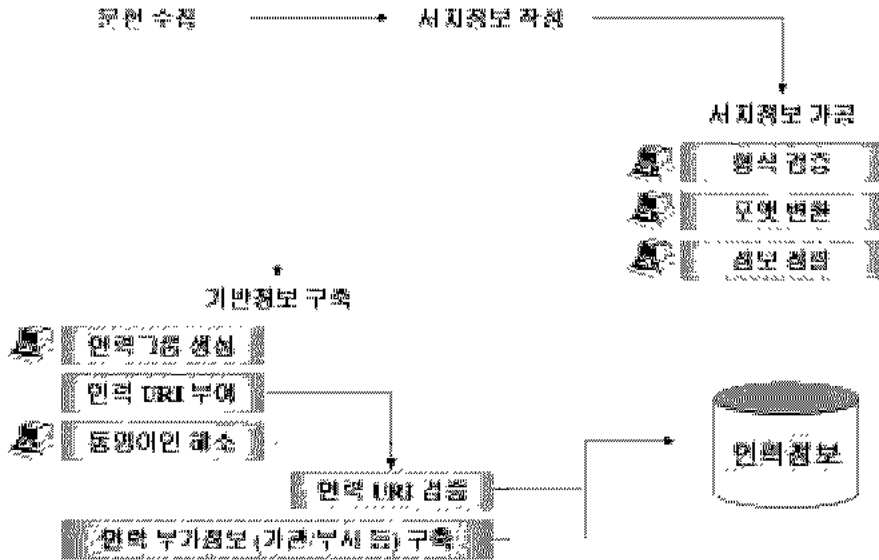 문헌 수집
서지정보 작성
서지정보 가공
형식 검증
포맷 변환
정보 정렬
기반정보 구축
인력그룹 생성
인력 URI 부여
동명이인 해소
인력정보
인력 URI 검증
인력 부가정보 (기관/부서 등) 구축